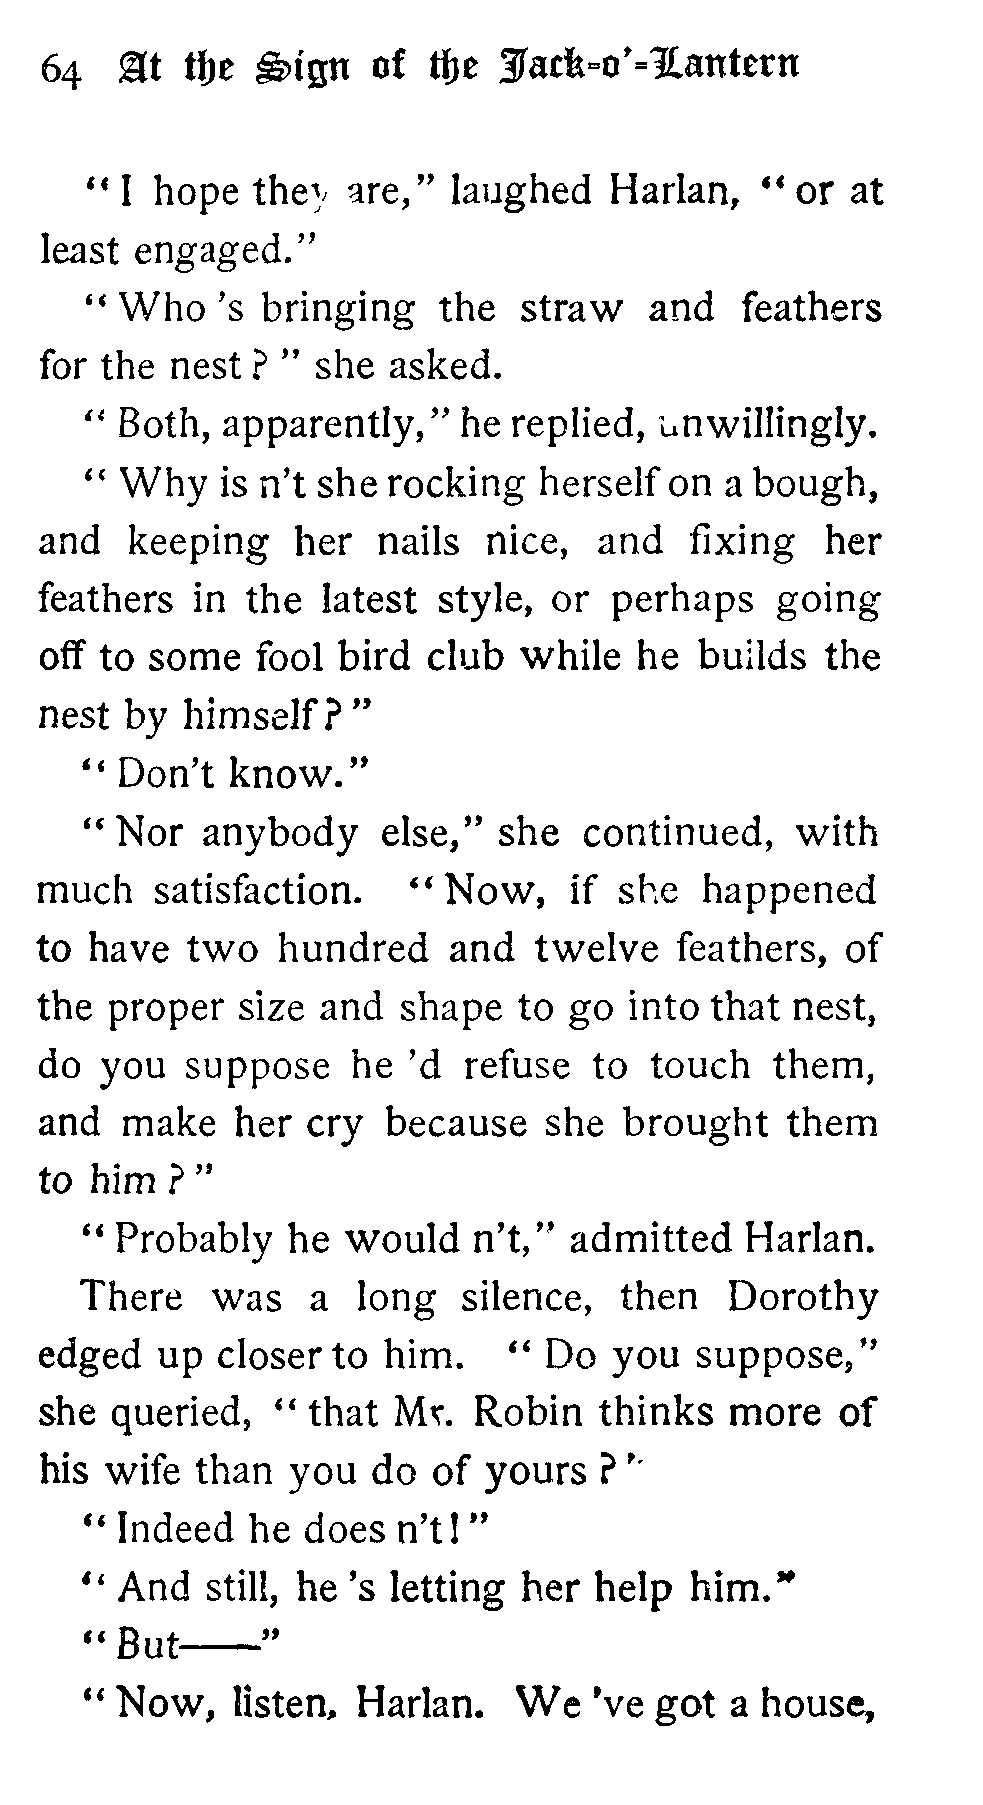 64 At the Sign of the Jack-o'-Lantern
“ I hope they are,” laughed Harlan, “ or at
least engaged.”
“ Who 's bringing the straw and feathers
for the nest ? ” she asked.
“ Both, apparently,” he replied, unwillingly.
“ Why is n't she rocking herself on a bough,
and keeping her nails nice, and fixing her
feathers in the latest style, or perhaps going
off to some fool bird club while he builds the
nest by himself ? ”
“ Don't know.”
“ Nor anybody else,” she continued, with
much satisfaction. “ Now, if she happened
to have two hundred and twelve feathers, of
the proper size and shape to go into that nest,
do you suppose he 'd refuse to touch them,
and make her cry because she brought them
to him ? ”
“ Probably he would n't,” admitted Harlan.
There was a long silence, then Dorothy
edged up closer to him. “ Do you suppose,”
she queried, “ that Mr. Robin thinks more of
his wife than you do of yours ? ”
“ Indeed he does n't ! ”
“ And still, he 's letting her help him.”
“ But——”
“ Now, listen, Harlan. We 've got a house,